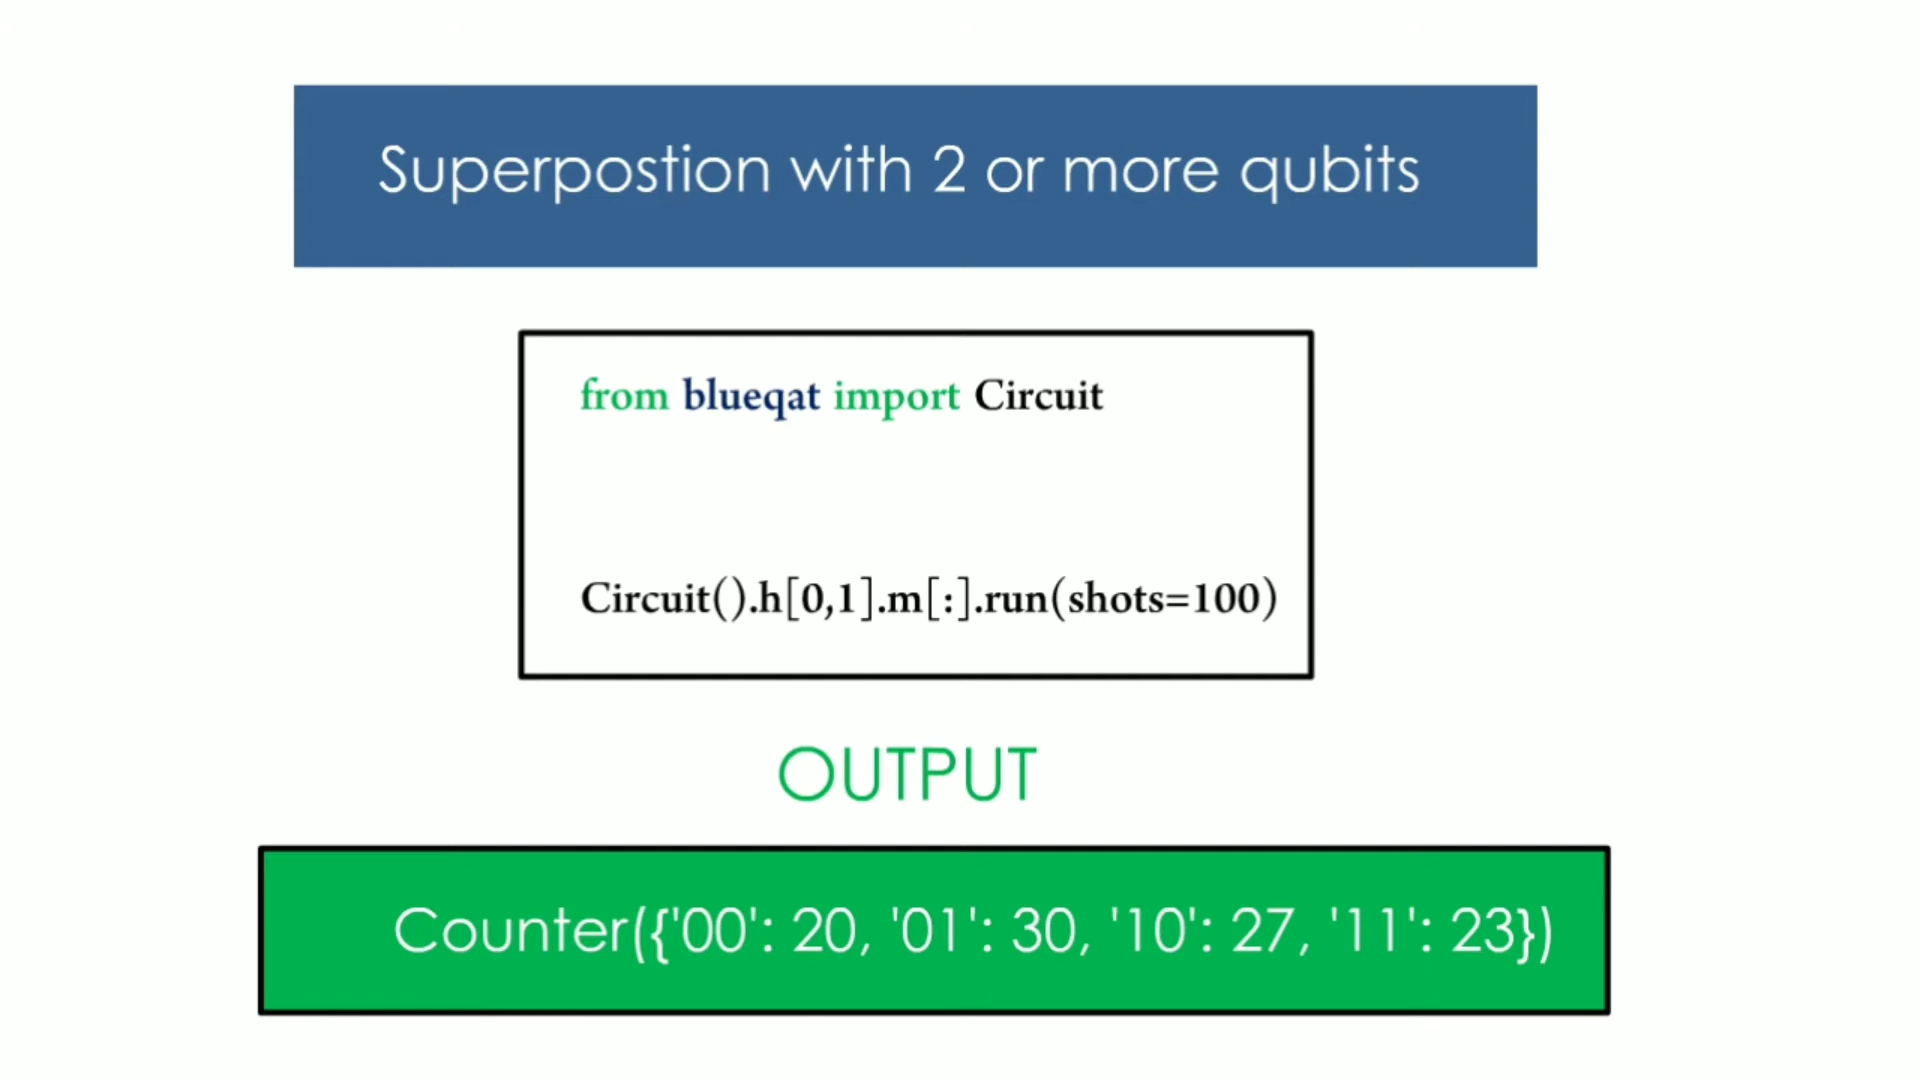 Superpostion with 2 or more qubits
from blueqat import Circuit
Circuit().h[0,1].m[:].run(shots=100)
OUTPUT
Counter({'00': 20, '01': 30, '10': 27, '11': 23})